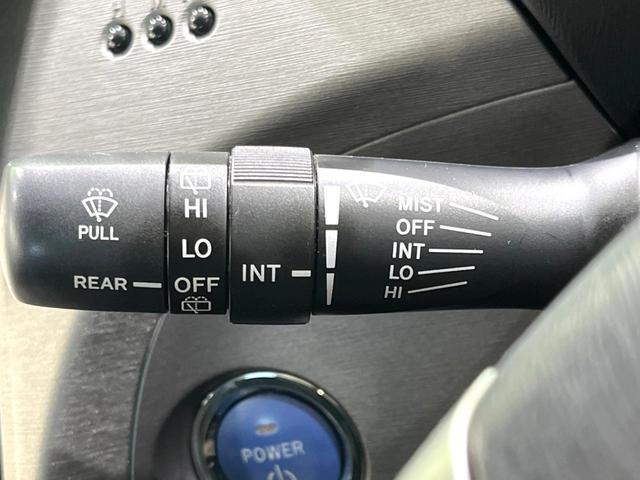 PULL
REAR
HI
LO
OFF
INT
MIST
OFF
INT
LO
HI
POWER